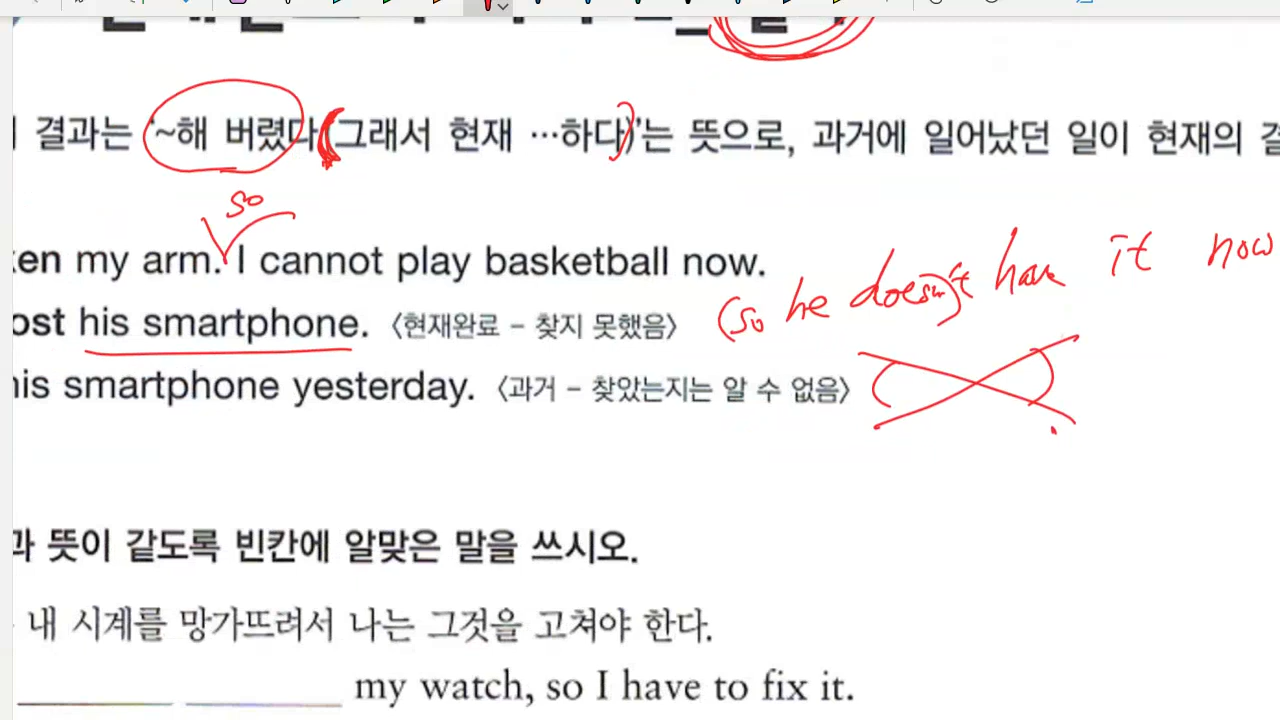 결과는 '~해 버렸다(그래서 현재 …하다)'는 뜻으로, 과거에 일어났던 일이 현재의
so
ken my arm. I cannot play basketball now.
ost his smartphone. 〈현재완료 – 찾지 못했음〉 (so he doesn't have it now
his smartphone yesterday. 〈과거 – 찾았는지는 알 수 없음〉
과 뜻이 같도록 빈칸에 알맞은 말을 쓰시오.
내 시계를 망가뜨려서 나는 그것을 고쳐야 한다.
my watch, so I have to fix it.